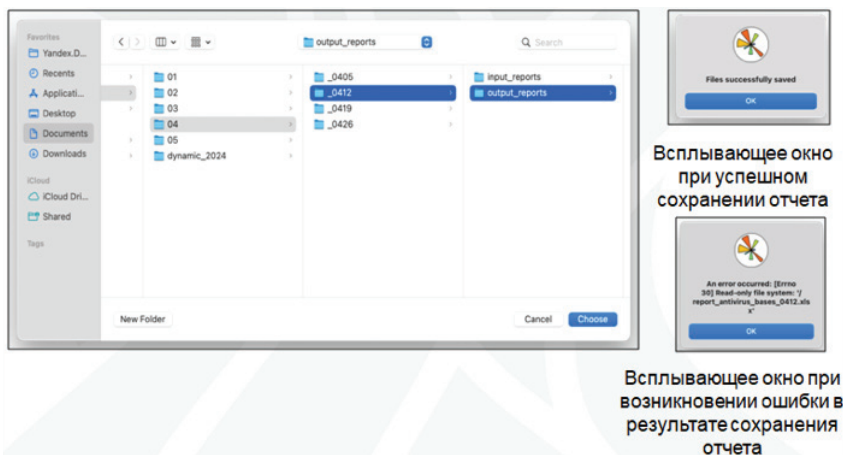 Favorites
Yandex.D...
Recents
Applicati...
Desktop
Documents
Downloads
iCloud
iCloud Dri...
Shared
Tags
output_reports
Search
01
02
03
04
05
dynamic_2024
_0405
_0412
_0419
_0426
input_reports
output_reports
New Folder
Cancel
Choose
Files successfully saved
OK
Всплывающее окно
при успешном
сохранении отчета
An error occurred: [Errno
30] Read-only file system: '/
report_antivirus_bases_0412.xls
x'
OK
Всплывающее окно при
возникновении ошибки в
результате сохранения
отчета